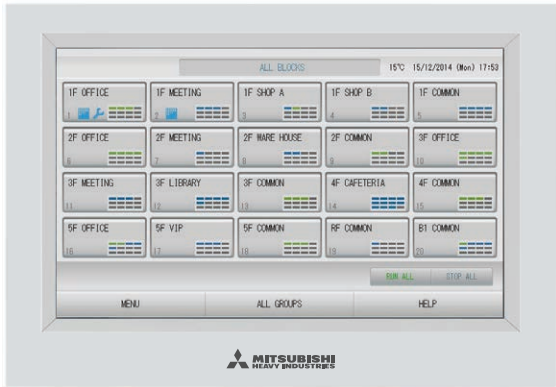 ALL BLOCKS 15°C 15/12/2014 (Mon) 17:53
1F OFFICE 1F MEETING 1F SHOP A 1F SHOP B 1F COMMON
1 2 3 4 5
2F OFFICE 2F MEETING 2F WARE HOUSE 2F COMMON 3F OFFICE
6 7 8 9 10
3F MEETING 3F LIBRARY 3F COMMON 4F CAFETERIA 4F COMMON
11 12 13 14 15
5F OFFICE 5F VIP 5F COMMON RF COMMON B1 COMMON
16 17 18 19 20
RUN ALL STOP ALL
MENU ALL GROUPS HELP
MITSUBISHI
HEAVY INDUSTRIES